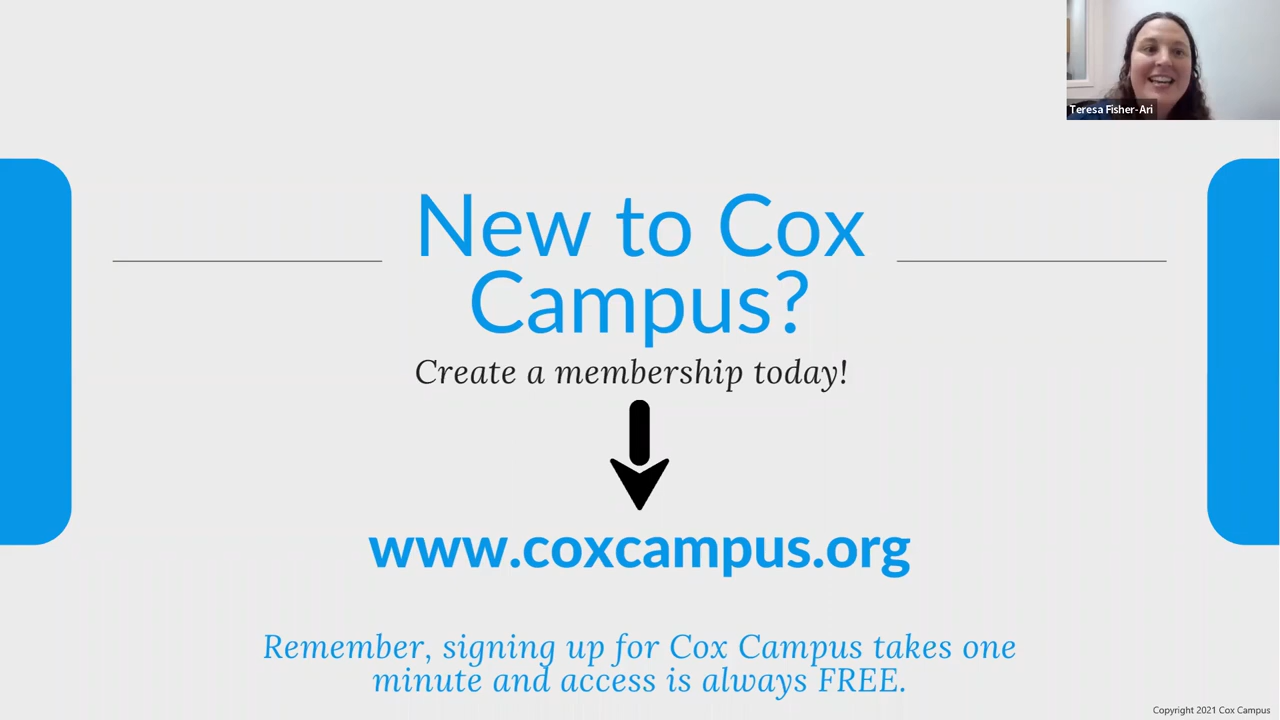 Teresa Fisher-Ari
New to Cox
Campus?
Create a membership today!
www.coxcampus.org
Remember, signing up for Cox Campus takes one
minute and access is always FREE.
Copyright 2021 Cox Campus